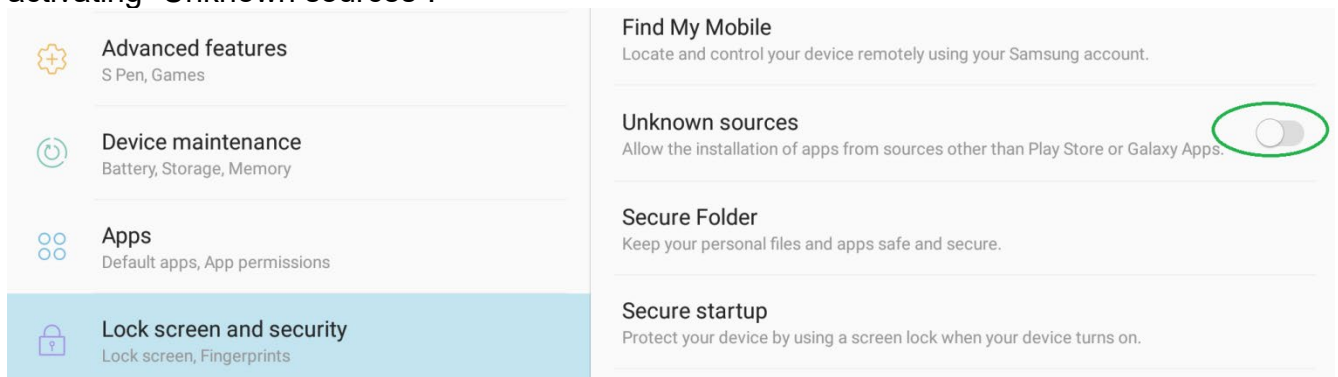 activating "Unknown sources".
Advanced features
S Pen, Games
Device maintenance
Battery, Storage, Memory
Apps
Default apps, App permissions
Lock screen and security
Lock screen, Fingerprints
Find My Mobile
Locate and control your device remotely using your Samsung account.
Unknown sources
Allow the installation of apps from sources other than Play Store or Galaxy Apps.
Secure Folder
Keep your personal files and apps safe and secure.
Secure startup
Protect your device by using a screen lock when your device turns on.